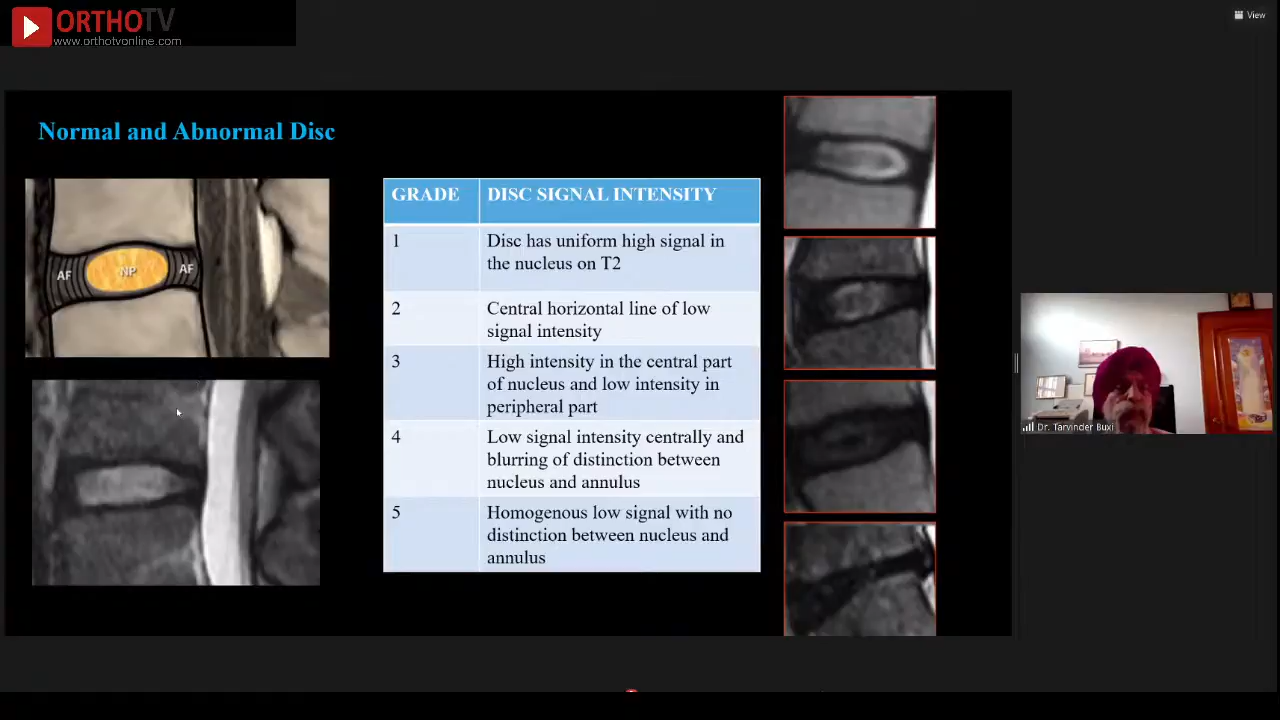 ORTHOTV
www.orthotvonline.com
View
Normal and Abnormal Disc
AF
NP
AF
GRADE
DISC SIGNAL INTENSITY
1
Disc has uniform high signal in
the nucleus on T2
2
Central horizontal line of low
signal intensity
3
High intensity in the central part
of nucleus and low intensity in
peripheral part
4
Low signal intensity centrally and
blurring of distinction between
nucleus and annulus
5
Homogenous low signal with no
distinction between nucleus and
annulus
Dr. Tarvinder Buxi